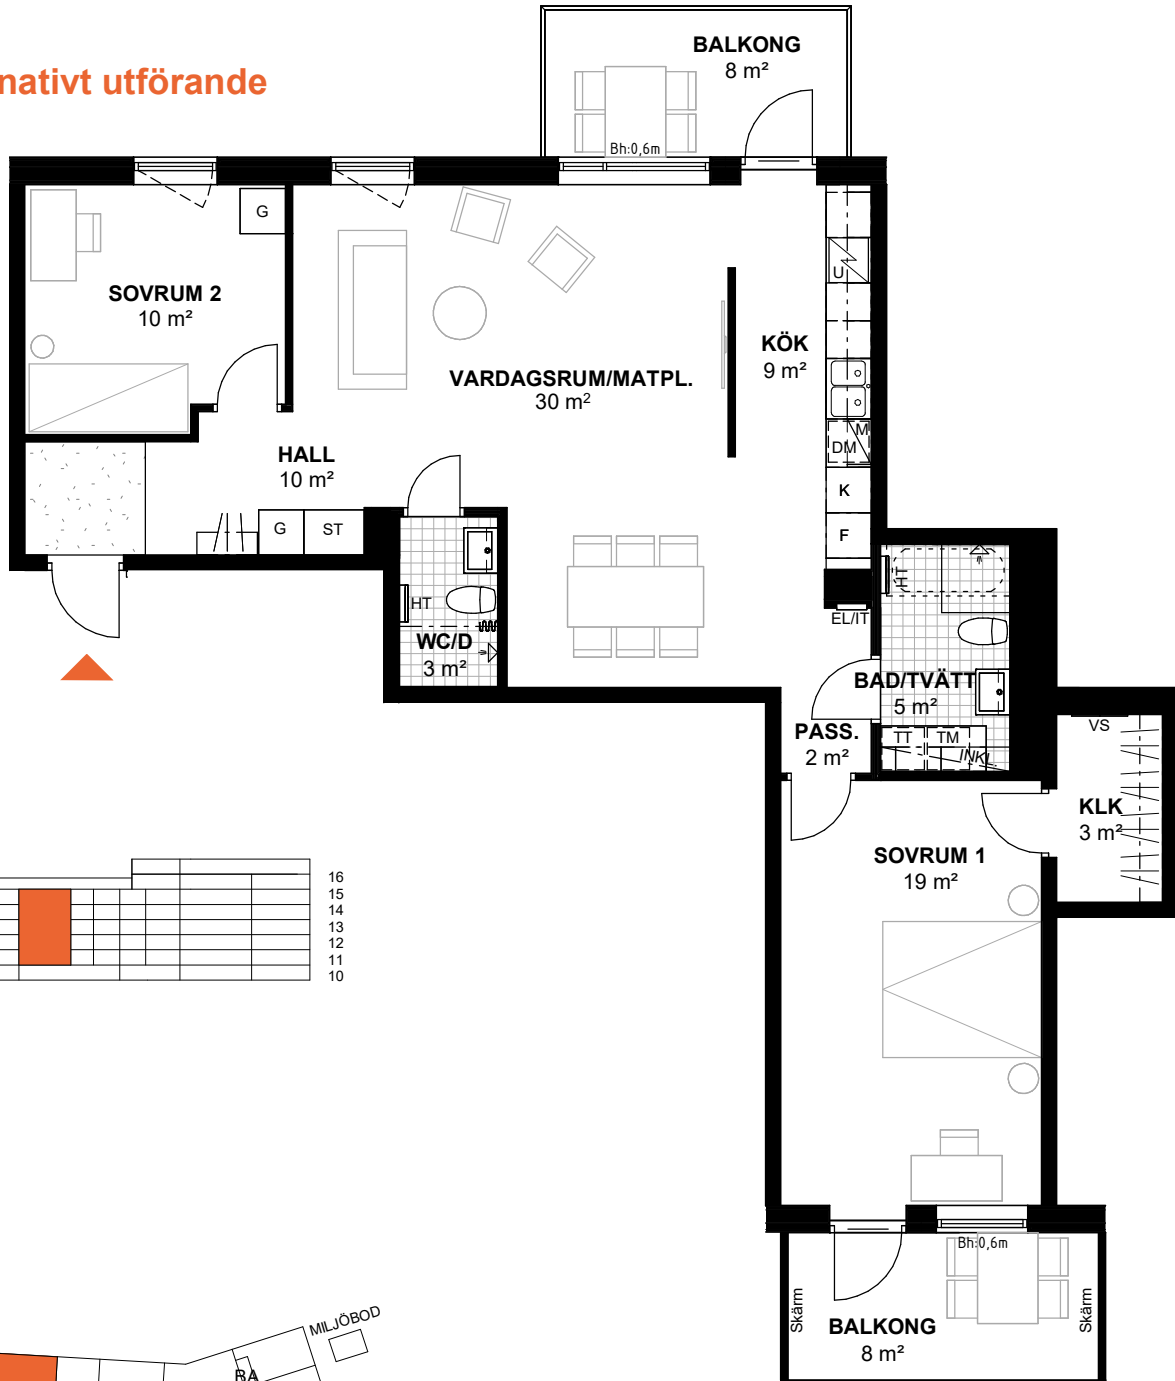 nativt utförande
BALKONG
8 m²
Bh:0,6m
G
SOVRUM 2
10 m²
U
KÖK
9 m²
VARDAGSRUM/MATPL.
30 m²
M
DM
HALL
10 m²
K
G
ST
F
HT
HT
EL/IT
WC/D
3 m²
BAD/TVÄTT
5 m²
PASS.
2 m²
TT
TM
INKL.
VS
KLK
3 m²
SOVRUM 1
19 m²
16
15
14
13
12
11
10
Bh:0,6m
Skärm
Skärm
BALKONG
8 m²
MILJÖBOD
BA